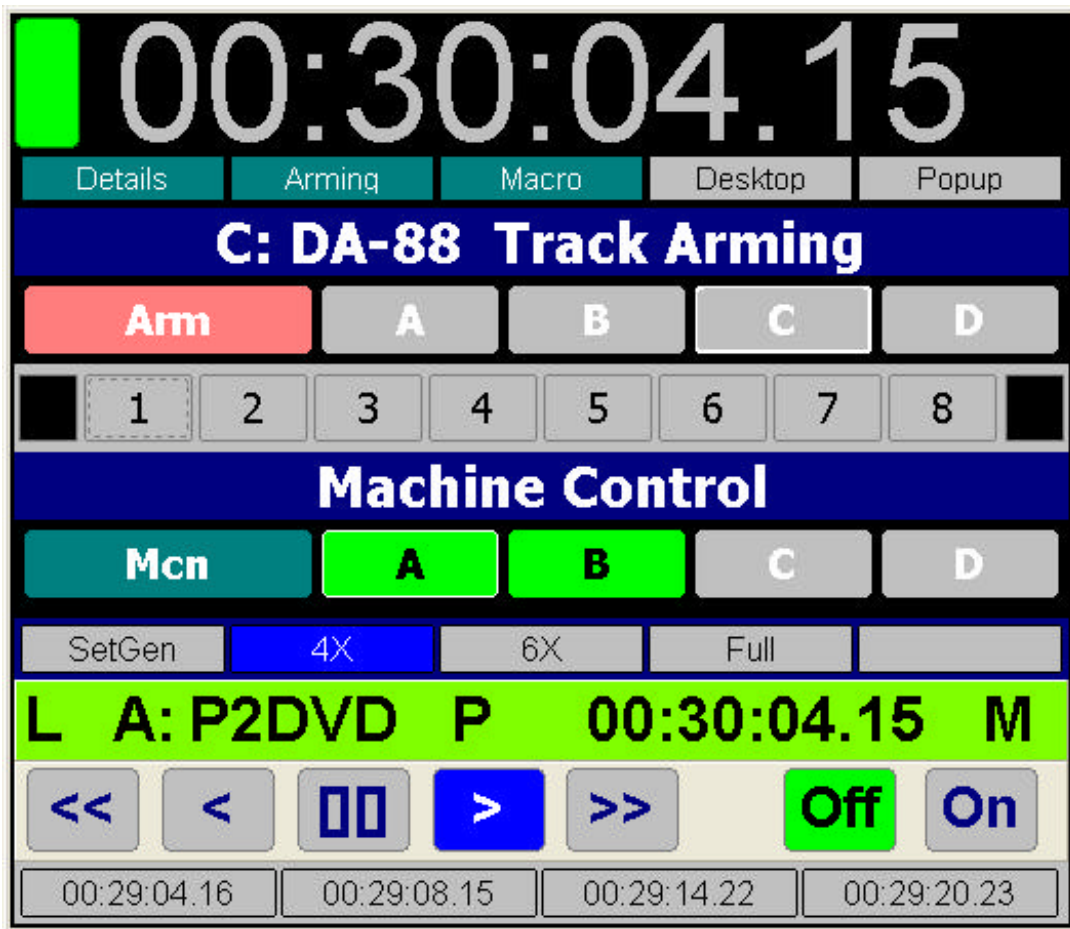 00:30:04.15
Details Arming Macro Desktop Popup
C: DA-88 Track Arming
Arm A B C D
1 2 3 4 5 6 7 8
Machine Control
Mcn A B C D
SetGen 4X 6X Full
L A: P2DVD P 00:30:04.15 M
<< < ▯▯ > >> Off On
00:29:04.16 00:29:08.15 00:29:14.22 00:29:20.23